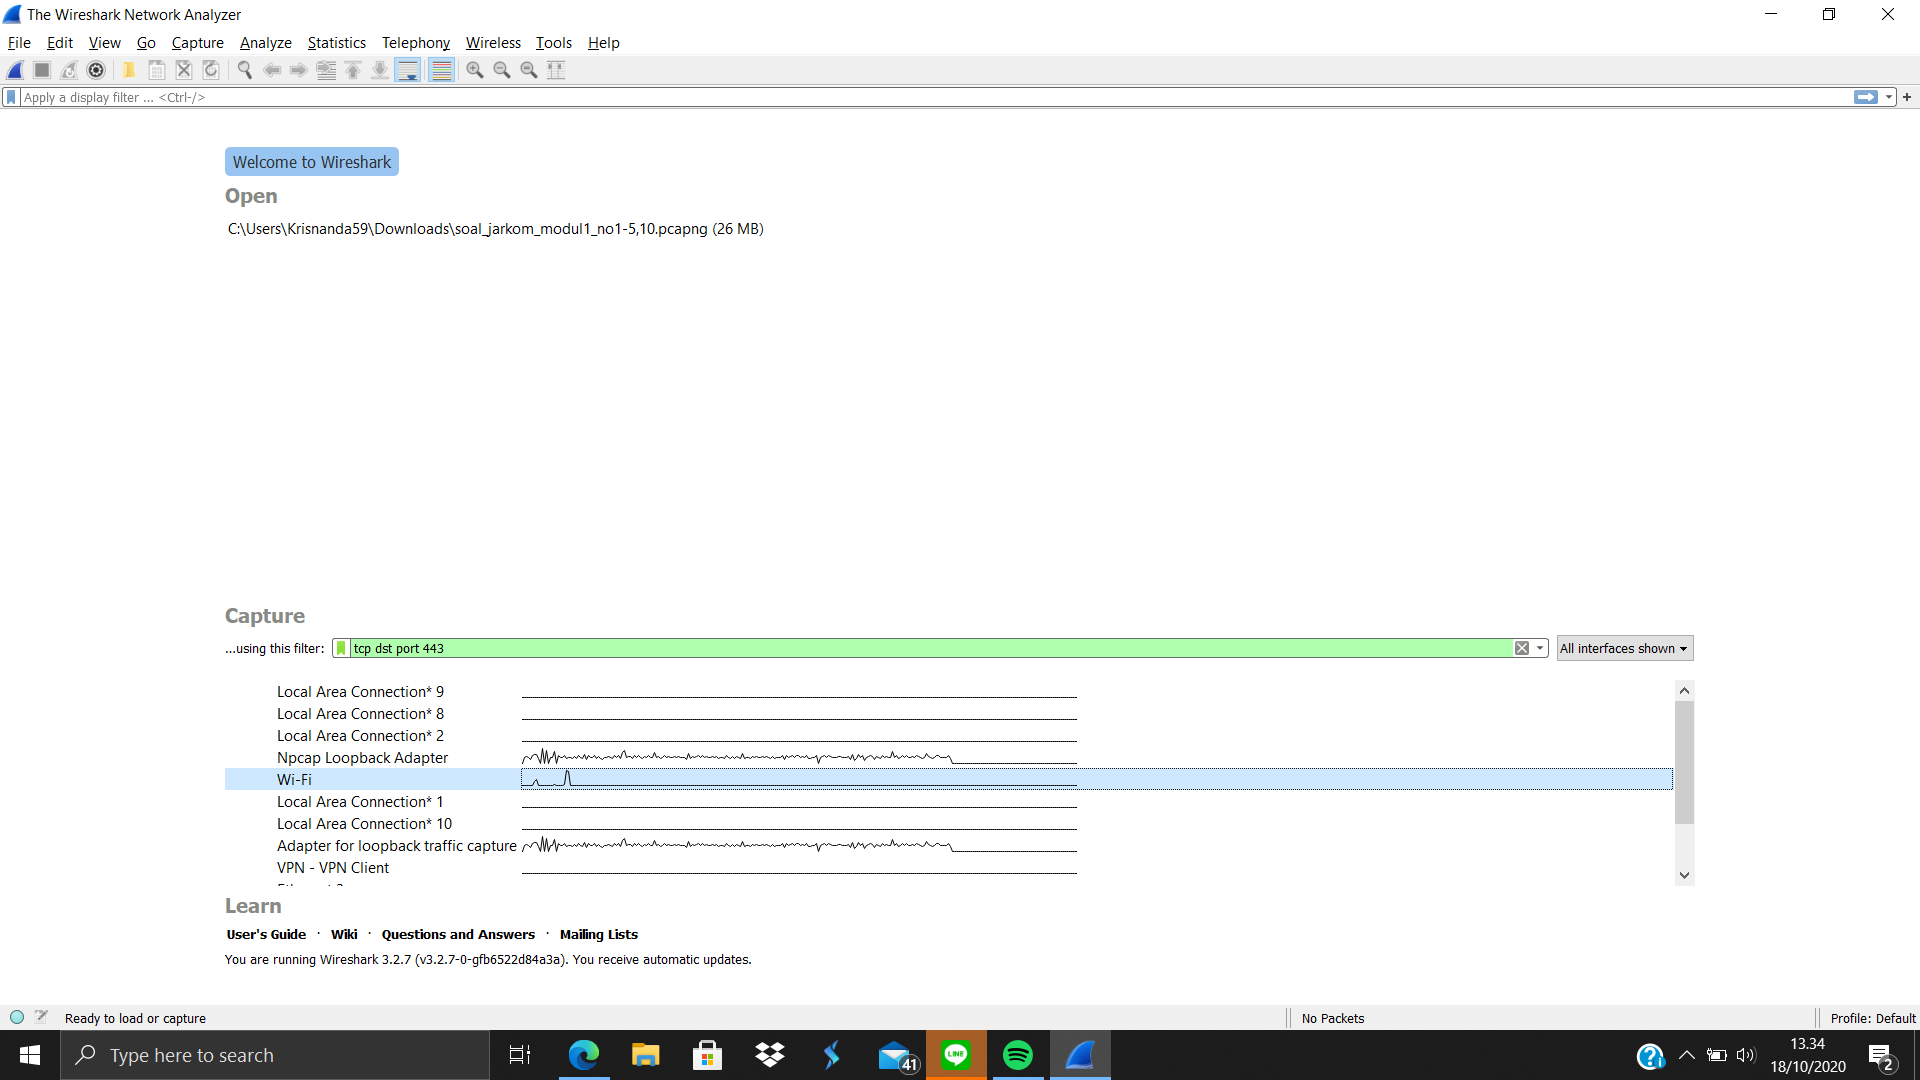 The Wireshark Network Analyzer
File Edit View Go Capture Analyze Statistics Telephony Wireless Tools Help
Apply a display filter ... <Ctrl-/>
Welcome to Wireshark
Open
C:\Users\Krisnanda59\Downloads\soal_jarkom_modul1_no1-5,10.pcapng (26 MB)
Capture
...using this filter: tcp dst port 443 All interfaces shown
Local Area Connection* 9
Local Area Connection* 8
Local Area Connection* 2
Npcap Loopback Adapter
Wi-Fi
Local Area Connection* 1
Local Area Connection* 10
Adapter for loopback traffic capture
VPN - VPN Client
Learn
User's Guide · Wiki · Questions and Answers · Mailing Lists
You are running Wireshark 3.2.7 (v3.2.7-0-gfb6522d84a3a). You receive automatic updates.
Ready to load or capture No Packets Profile: Default
Type here to search
41
LINE
13.34
18/10/2020
2